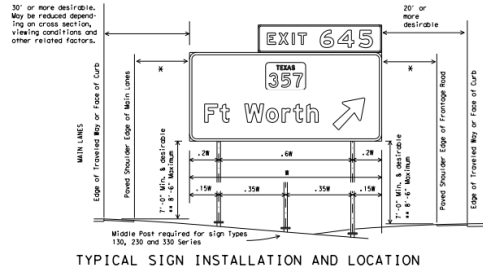 30' or more desirable.
May be reduced depend-
ing on cross section,
viewing conditions and
other related factors.
20' or
more
desirable
EXIT 645
TEXAS
357
Ft Worth
*
*
MAIN LANES
Edge of Traveled Way or Face of Curb
Paved Shoulder Edge of Main Lanes
7'-0" Min. & desirable
** 8'-6" Maximum
.2W
.6W
.2W
W
.15W
.35W
.35W
.15W
7'-0" Min. & desirable
** 8'-6" Maximum
Paved Shoulder Edge of Frontage Road
Edge of Traveled Way or Face of Curb
Middle Post required for sign Types
130, 230 and 330 Series
TYPICAL SIGN INSTALLATION AND LOCATION